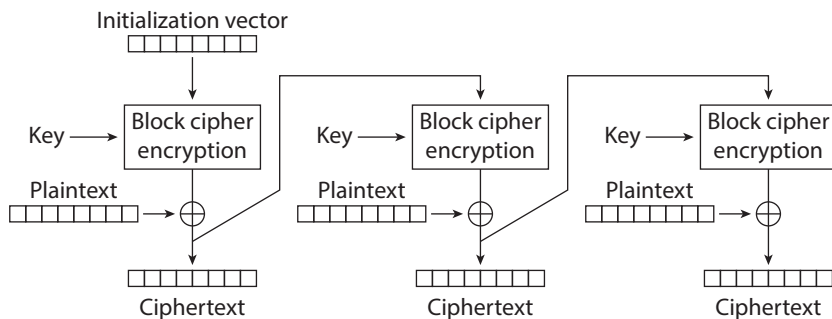 Initialization vector
Key
Block cipher
encryption
Key
Block cipher
encryption
Key
Block cipher
encryption
Plaintext
Plaintext
Plaintext
Ciphertext
Ciphertext
Ciphertext